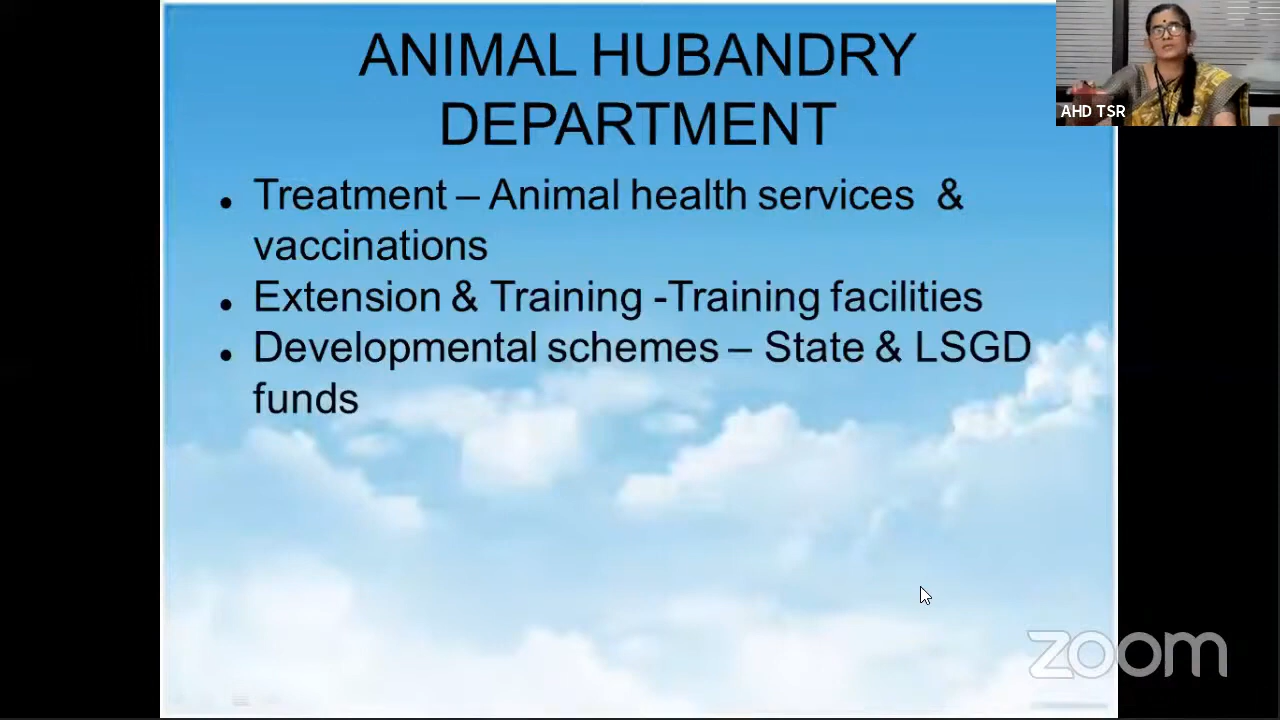 ANIMAL HUBANDRY
DEPARTMENT
AHD TSR
• Treatment – Animal health services & 
vaccinations
• Extension & Training -Training facilities
• Developmental schemes – State & LSGD
funds
zoom